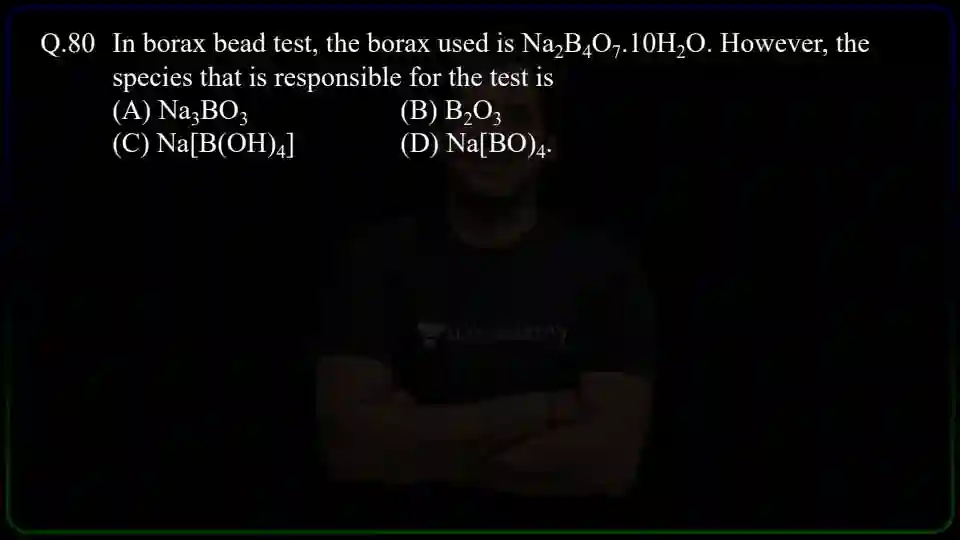 Q.80 In borax bead test, the borax used is Na₂B₄O₇.10H₂O. However, the
species that is responsible for the test is
(A) Na₃BO₃ (B) B₂O₃
(C) Na[B(OH)₄] (D) Na[BO)₄.